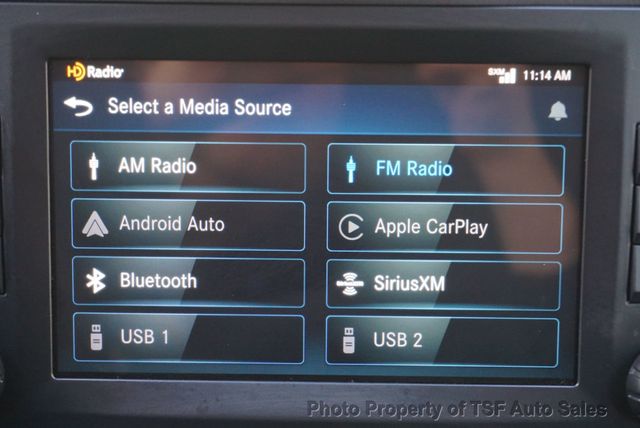 HD Radio
SXM 11:14 AM
Select a Media Source
AM Radio
FM Radio
Android Auto
Apple CarPlay
Bluetooth
SiriusXM
USB 1
USB 2
Photo Property of TSF Auto Sales